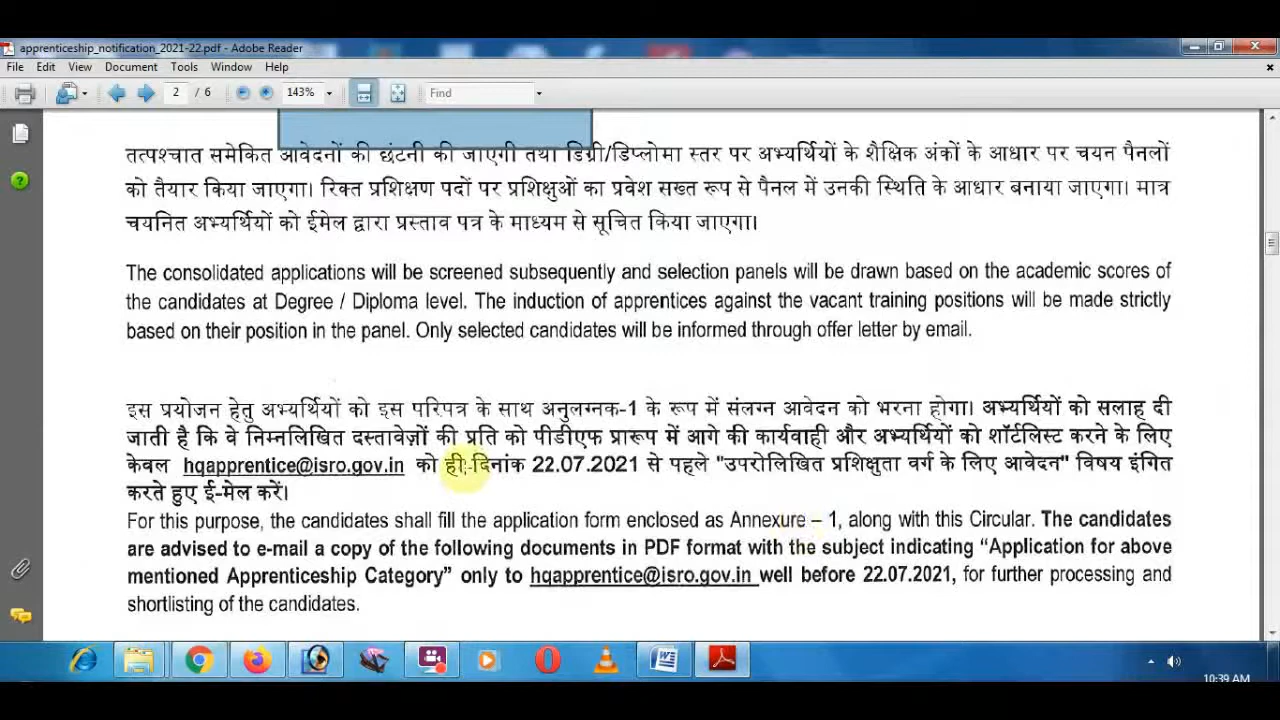 apprenticeship_notification_2021-22.pdf - Adobe Reader
File Edit View Document Tools Window Help
2 / 6 143% Find
तत्पश्चात समेकित आवेदनों की छंटनी की जाएगी तथा डिग्री/डिप्लोमा स्तर पर अभ्यर्थियों के शैक्षिक अंकों के आधार पर चयन पैनलों
को तैयार किया जाएगा। रिक्त प्रशिक्षण पदों पर प्रशिक्षुओं का प्रवेश सख्त रूप से पैनल में उनकी स्थिति के आधार बनाया जाएगा। मात्र
चयनित अभ्यर्थियों को ईमेल द्वारा प्रस्ताव पत्र के माध्यम से सूचित किया जाएगा।
The consolidated applications will be screened subsequently and selection panels will be drawn based on the academic scores of
the candidates at Degree / Diploma level. The induction of apprentices against the vacant training positions will be made strictly
based on their position in the panel. Only selected candidates will be informed through offer letter by email.
इस प्रयोजन हेतु अभ्यर्थियों को इस परिपत्र के साथ अनुलग्नक-1 के रूप में संलग्न आवेदन को भरना होगा। अभ्यर्थियों को सलाह दी
जाती है कि वे निम्नलिखित दस्तावेज़ों की प्रति को पीडीएफ प्रारूप में आगे की कार्यवाही और अभ्यर्थियों को शॉर्टलिस्ट करने के लिए
केवल hqapprentice@isro.gov.in को ही दिनांक 22.07.2021 से पहले "उपरोलिखित प्रशिक्षुता वर्ग के लिए आवेदन" विषय इंगित
करते हुए ई-मेल करें।
For this purpose, the candidates shall fill the application form enclosed as Annexure – 1, along with this Circular. The candidates
are advised to e-mail a copy of the following documents in PDF format with the subject indicating “Application for above
mentioned Apprenticeship Category” only to hqapprentice@isro.gov.in well before 22.07.2021, for further processing and
shortlisting of the candidates.
10:39 AM